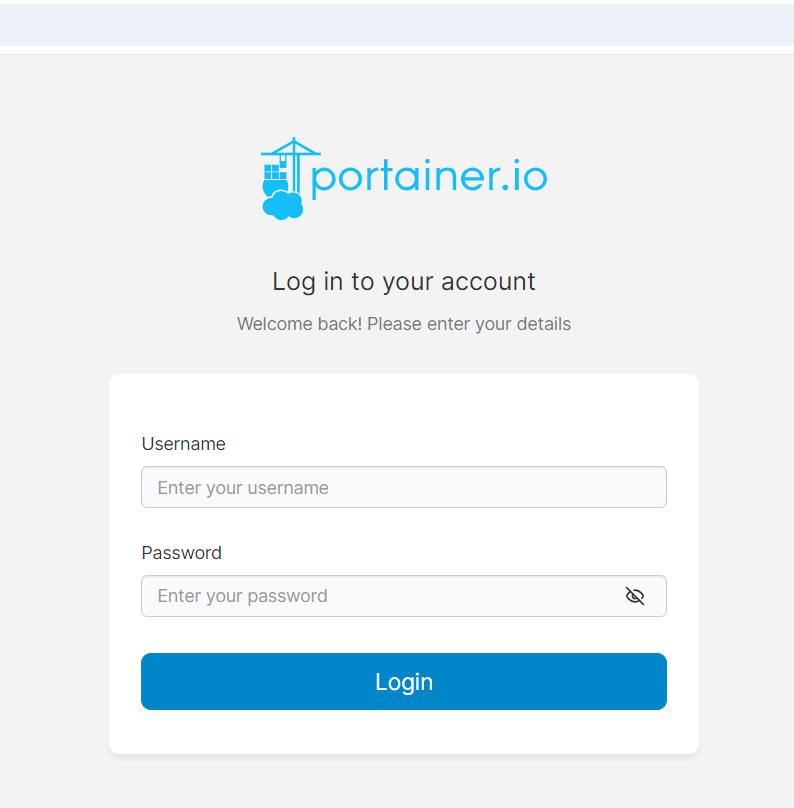 portainer.io
Log in to your account
Welcome back! Please enter your details
Username
Enter your username
Password
Enter your password
Login